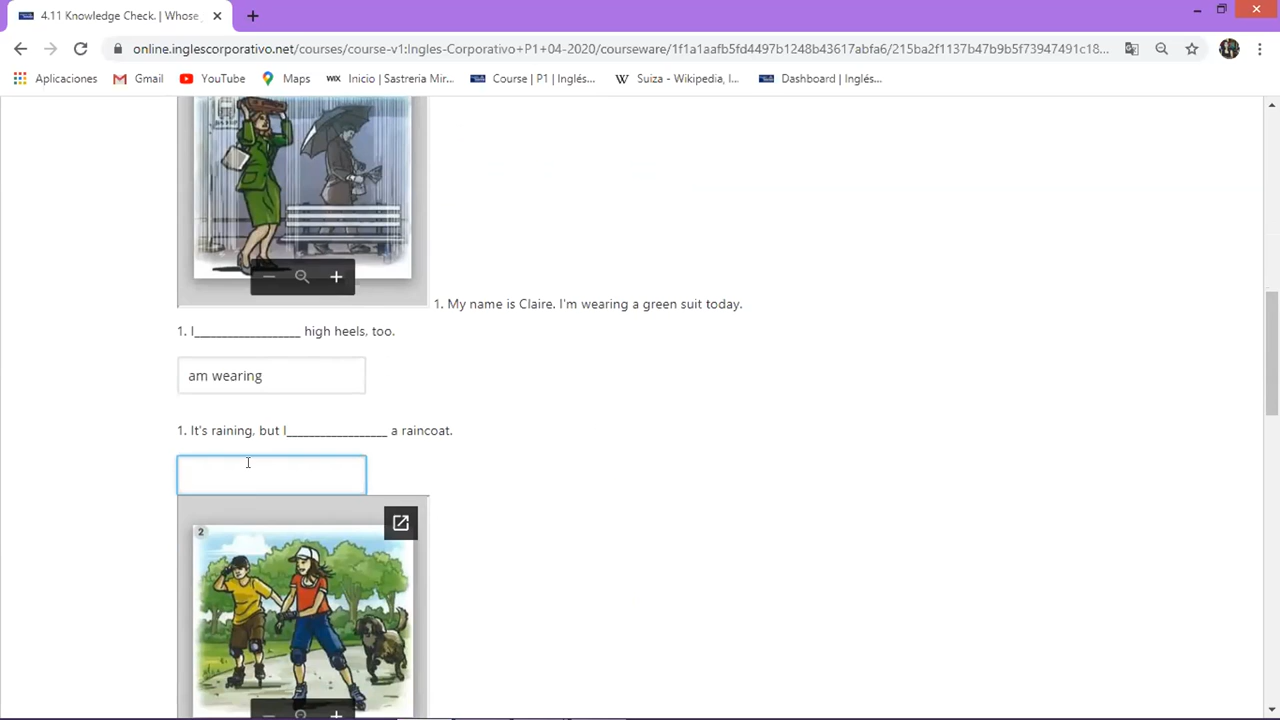 4.11 Knowledge Check. | Whose
online.inglescorporativo.net/courses/course-v1:Ingles-Corporativo+P1+04-2020/courseware/1f1a1aafb5fd4497b1248b43617abfa6/215ba2f1137b47b9b5f73947491c18...
Aplicaciones Gmail YouTube Maps WIX Inicio | Sastreria Mir... Course | P1 | Inglés... W Suiza - Wikipedia, l... Dashboard | Inglés...
1. My name is Claire. I'm wearing a green suit today.
1. I__________________ high heels, too.
am wearing
1. It's raining, but I_________________ a raincoat.
2